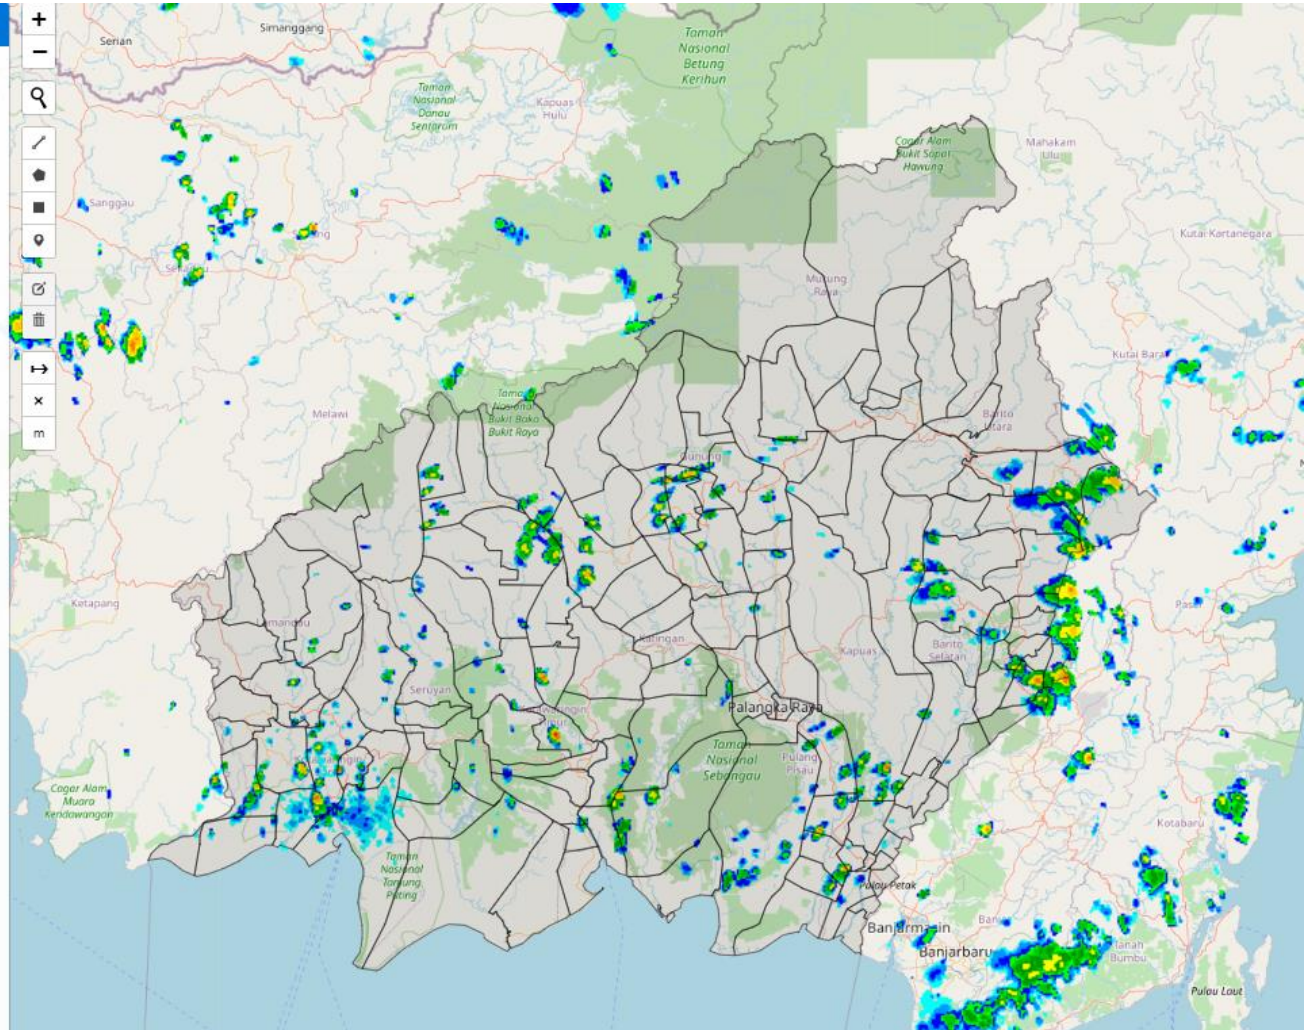 +
Simanggang
Serian
−
Taman
Nasional
Betung
Kerihun
Taman
Nasional
Danau
Sentarum
Kapuas
Hulu
Cagar Alam
Bukit Sapat
Hawung
Mahakam
Ulu
Sanggau
Kutai Kartanegara
Murung
Raya
Kutai Bara
m
Melawi
Taman
Nasional
Bukit Baka
Bukit Raya
Barito
Utara
Gunung
Ketapang
Pase
Lamandau
Katingan
Kapuas
Barito
Selatan
Seruyan
Palangka Raya
Taman
Nasional
Sebangau
Pulang
Pisau
Cagar Alam
Muara
Kendawangan
Kotabaru
Taman
Nasional
Tanjung
Puting
Pulau Petak
Banjarmasin
Banjarbaru
Tanah
Bumbu
Pulau Laut